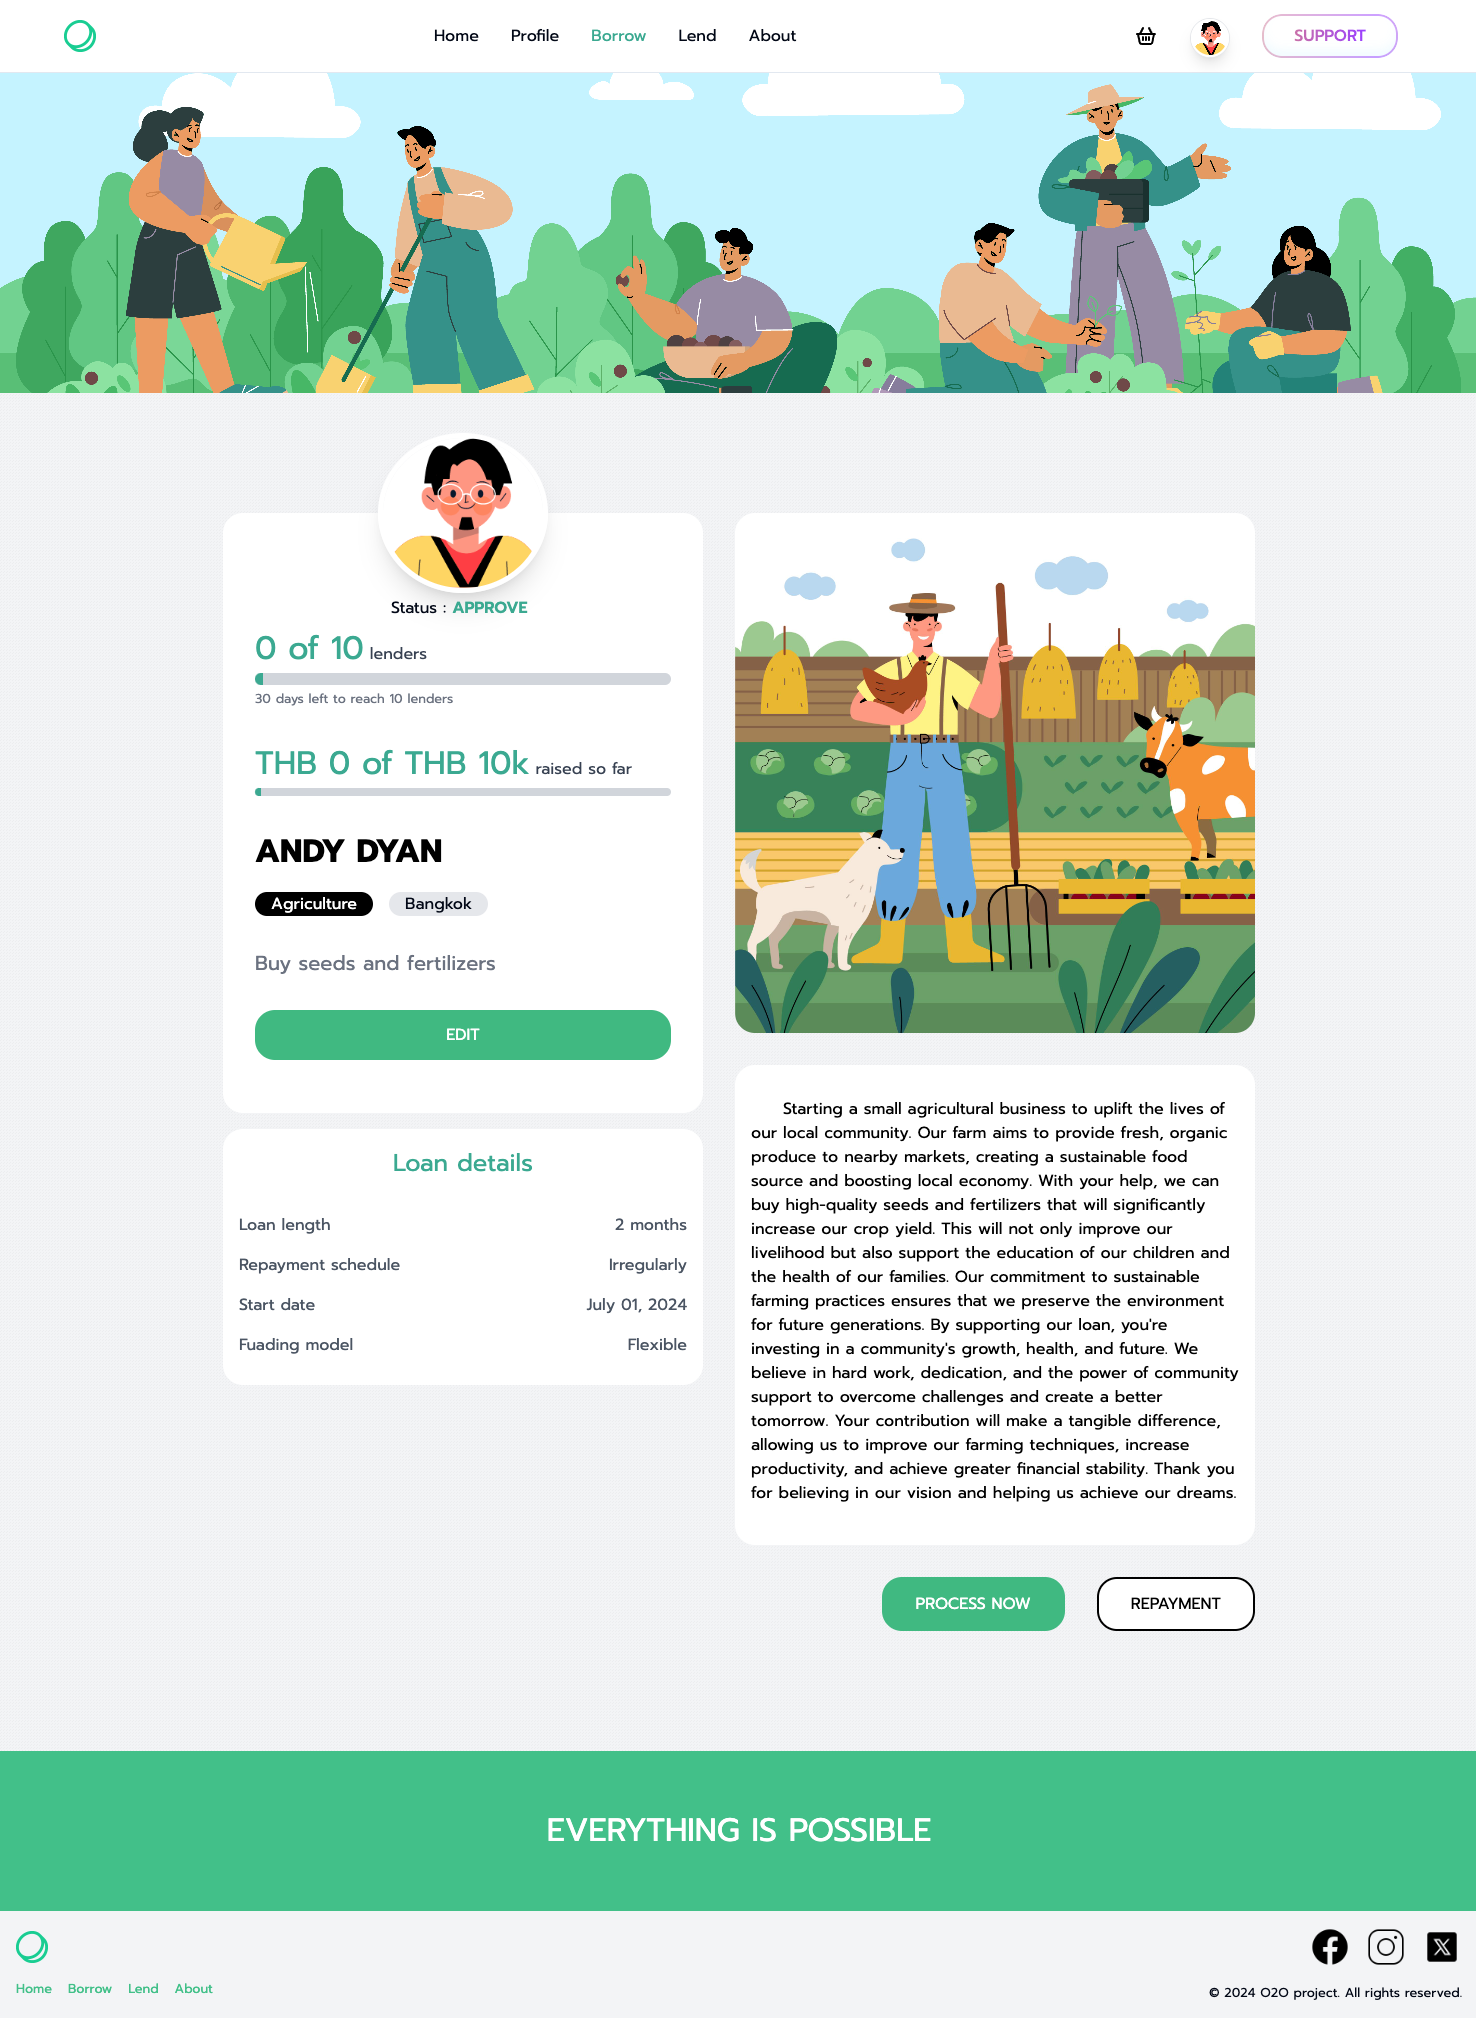 Home Profile Borrow Lend About SUPPORT
Status : APPROVE
0 of 10 lenders
30 days left to reach 10 lenders
THB 0 of THB 10k raised so far
ANDY DYAN
Agriculture Bangkok
Buy seeds and fertilizers
EDIT
Loan details
Loan length 2 months
Repayment schedule Irregularly
Start date July 01, 2024
Fuading model Flexible
Starting a small agricultural business to uplift the lives of
our local community. Our farm aims to provide fresh, organic
produce to nearby markets, creating a sustainable food
source and boosting local economy. With your help, we can
buy high-quality seeds and fertilizers that will significantly
increase our crop yield. This will not only improve our
livelihood but also support the education of our children and
the health of our families. Our commitment to sustainable
farming practices ensures that we preserve the environment
for future generations. By supporting our loan, you're
investing in a community's growth, health, and future. We
believe in hard work, dedication, and the power of community
support to overcome challenges and create a better
tomorrow. Your contribution will make a tangible difference,
allowing us to improve our farming techniques, increase
productivity, and achieve greater financial stability. Thank you
for believing in our vision and helping us achieve our dreams.
PROCESS NOW REPAYMENT
EVERYTHING IS POSSIBLE
Home Borrow Lend About
© 2024 O2O project. All rights reserved.